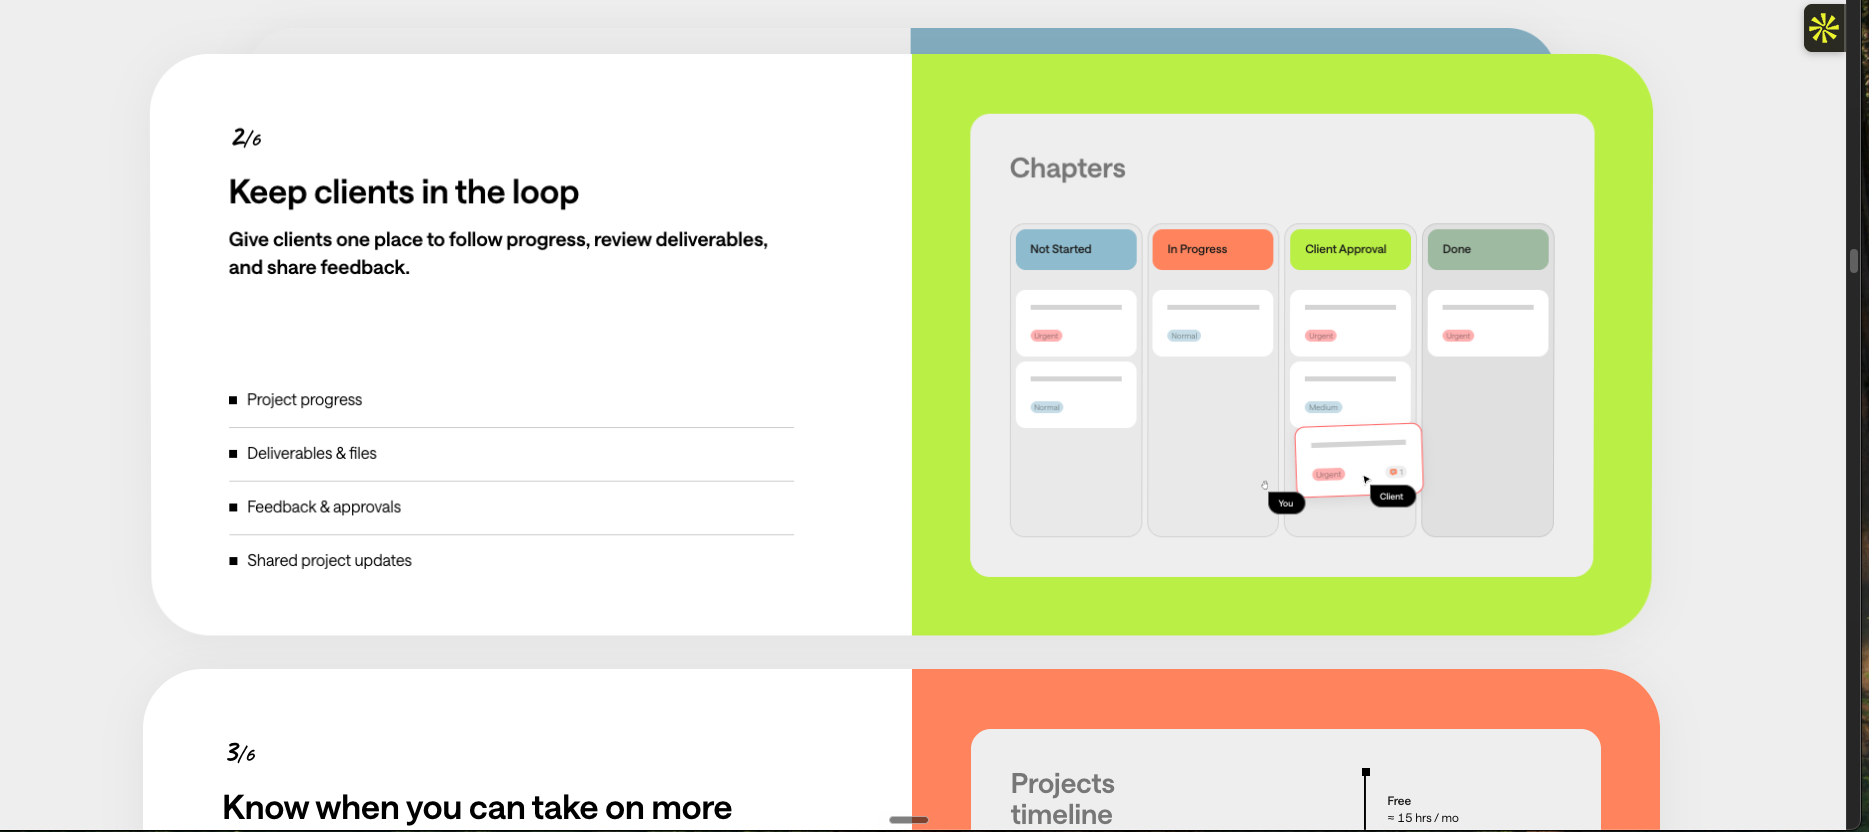 2/6
Keep clients in the loop
Give clients one place to follow progress, review deliverables,
and share feedback.
Project progress
Deliverables & files
Feedback & approvals
Shared project updates
Chapters
Not Started
In Progress
Client Approval
Done
Urgent
Normal
Urgent
Urgent
Normal
Medium
Urgent
1
You
Client
3/6
Know when you can take on more
Projects
timeline
Free
≈ 15 hrs / mo